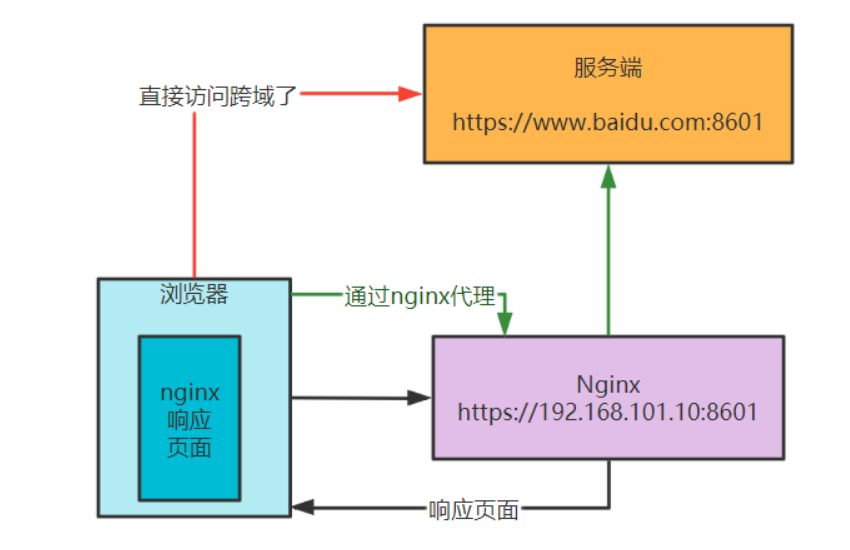 服务端
直接访问跨域了
https://www.baidu.com:8601
浏览器
通过nginx代理
nginx
响应
页面
Nginx
https://192.168.101.10:8601
响应页面